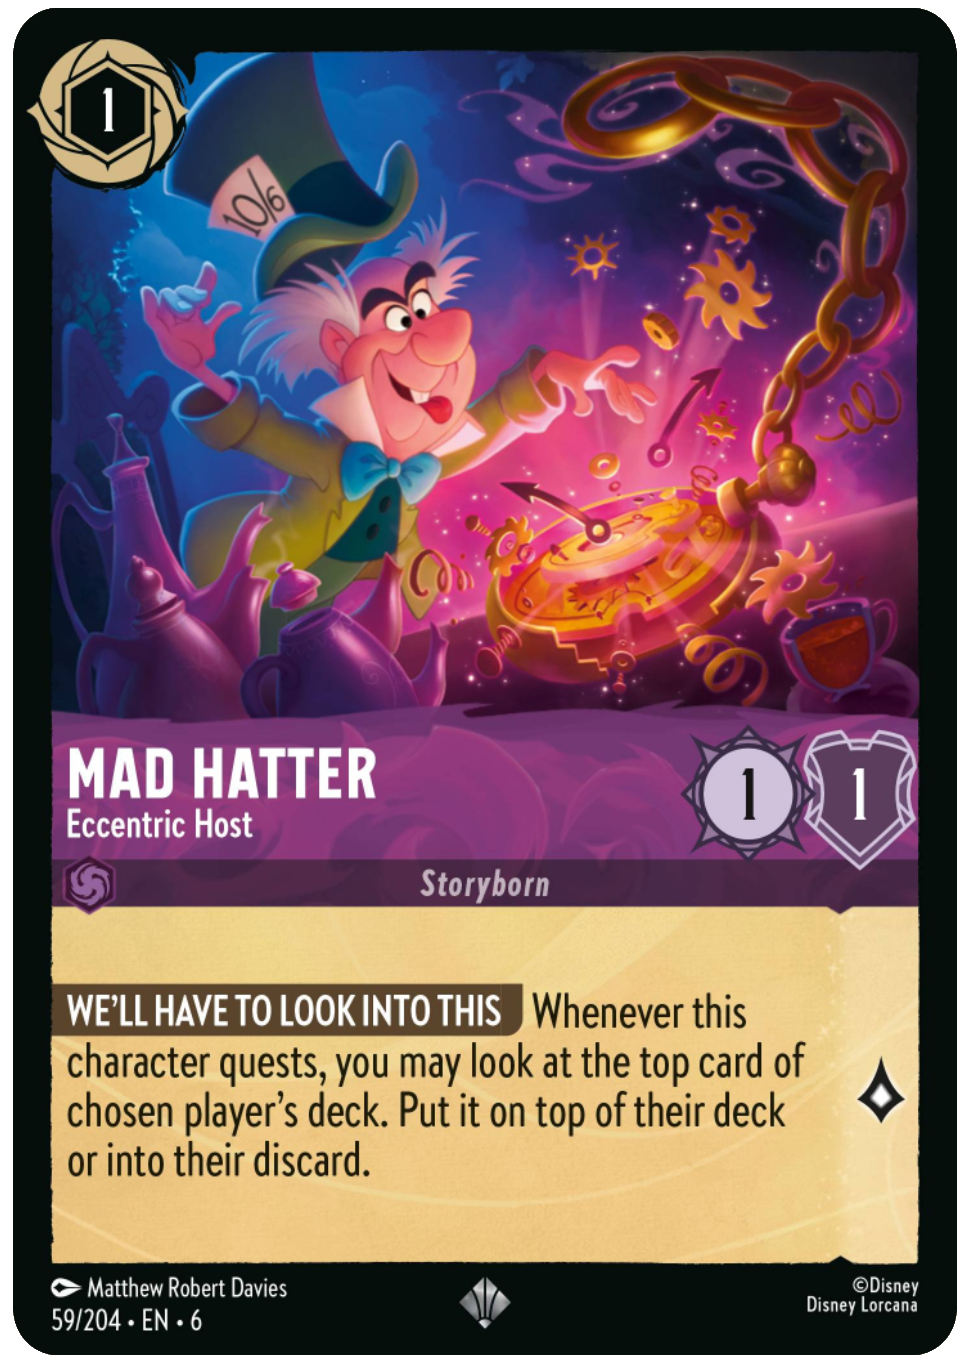 1
10/6
MAD HATTER
Eccentric Host
1
1
Storyborn
WE'LL HAVE TO LOOK INTO THIS Whenever this
character quests, you may look at the top card of
chosen player's deck. Put it on top of their deck
or into their discard.
Matthew Robert Davies
59/204 • EN • 6
©Disney
Disney Lorcana